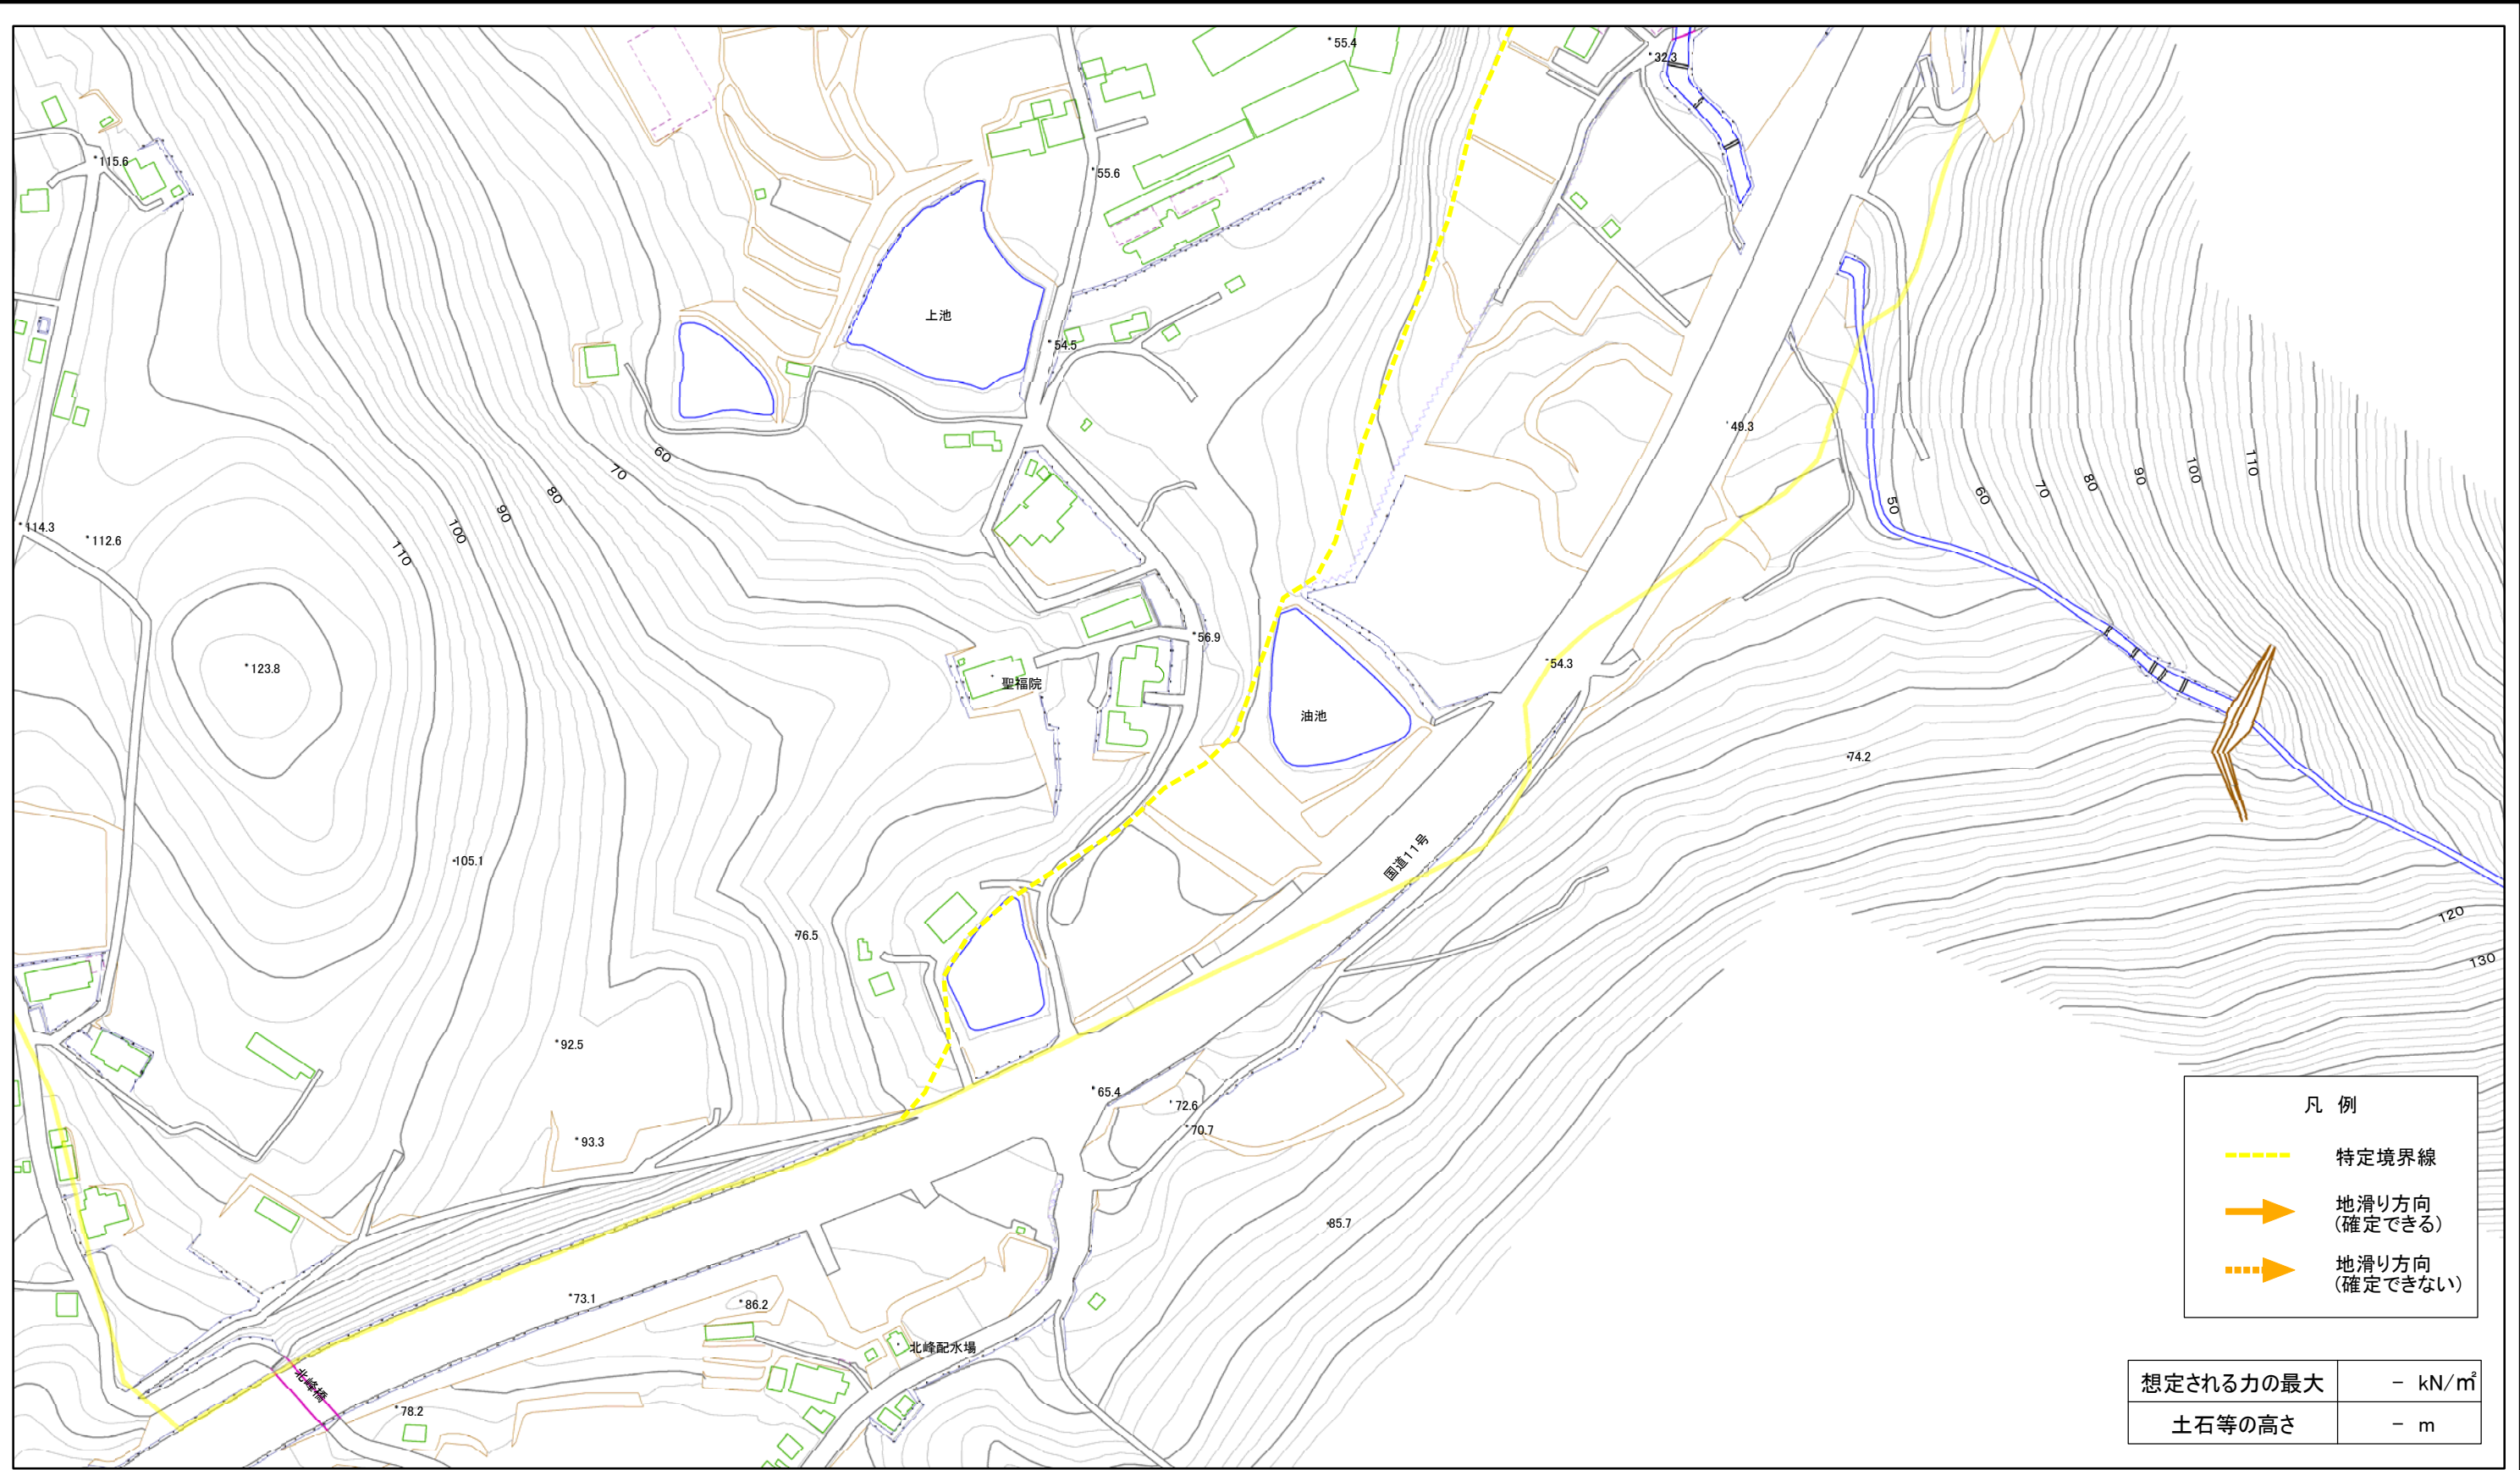 55.4
32.3
115.6
55.6
上池
54.5
49.3
60
70
80
90
100
110
50
60
70
80
90
100
110
114.3
112.6
123.8
56.9
聖福院
54.3
油池
74.2
国道11号
105.1
76.5
120
130
92.5
93.3
65.4
72.6
70.7
85.7
73.1
86.2
北峰配水場
北峰橋
78.2
凡 例
特定境界線
地滑り方向
(確定できる)
地滑り方向
(確定できない)
想定される力の最大 － kN/㎡
土石等の高さ － m